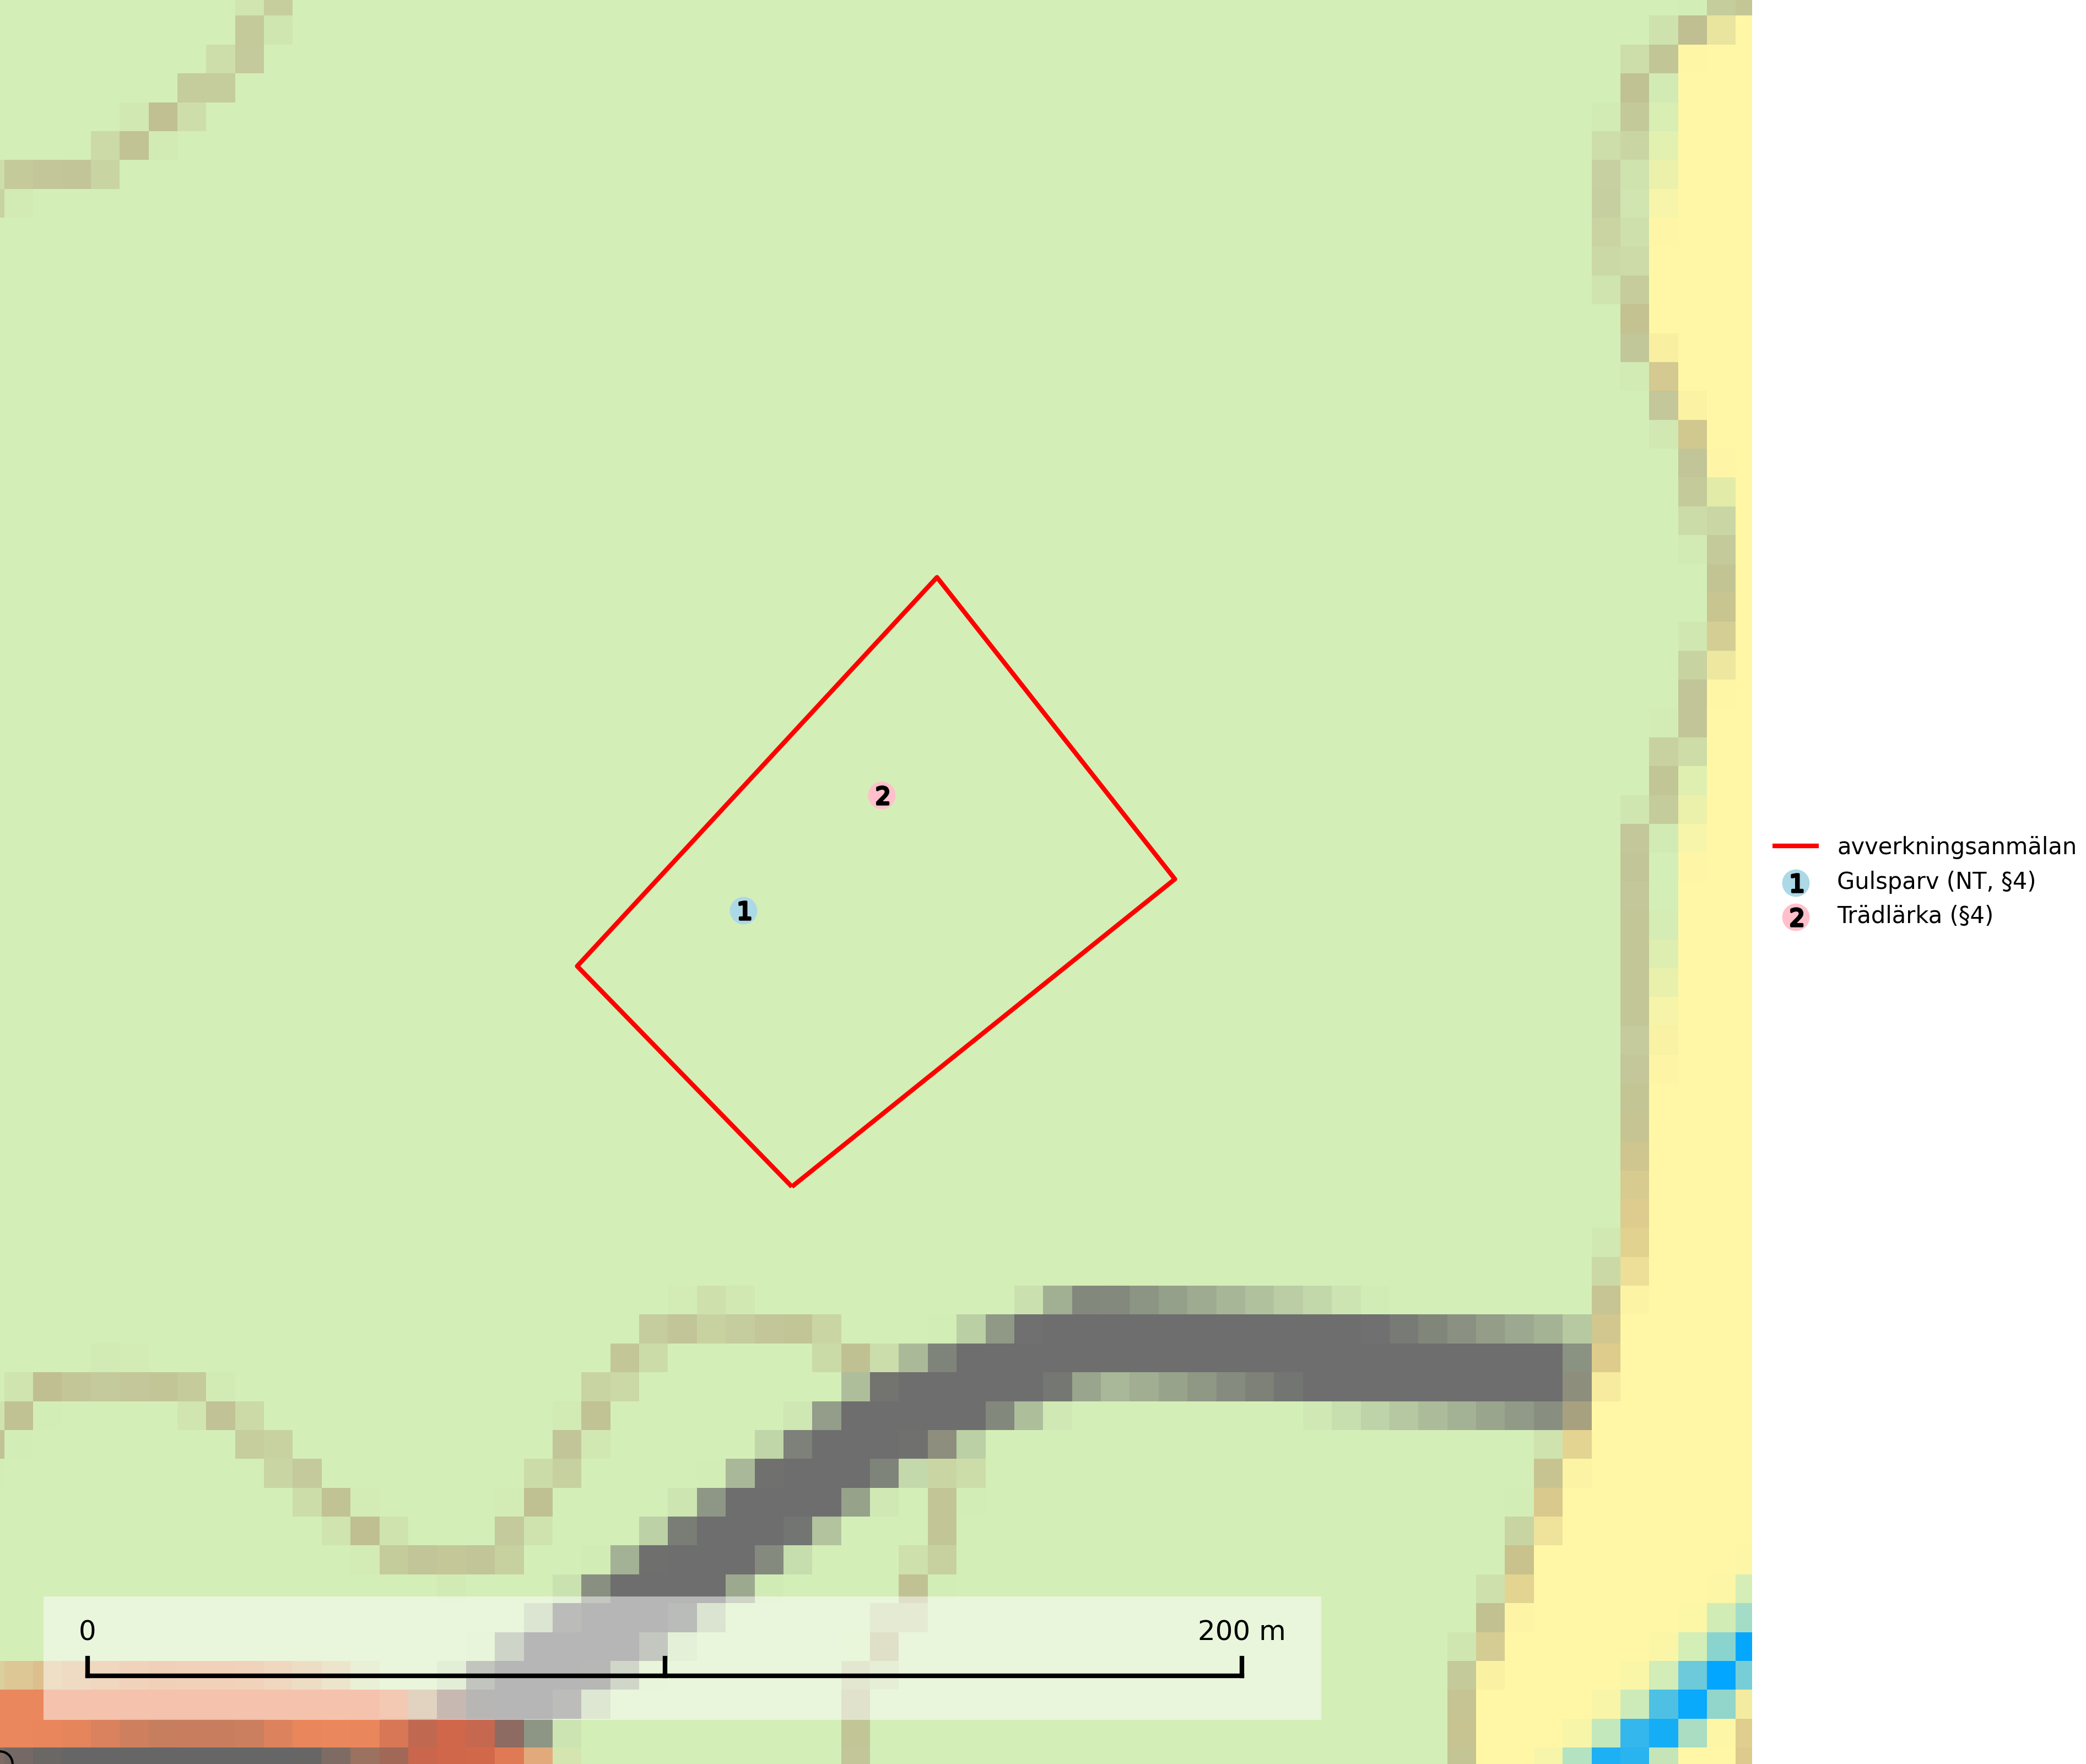 2
1
avverkningsanmälan
1 Gulsparv (NT, §4)
2 Trädlärka (§4)
0 200 m